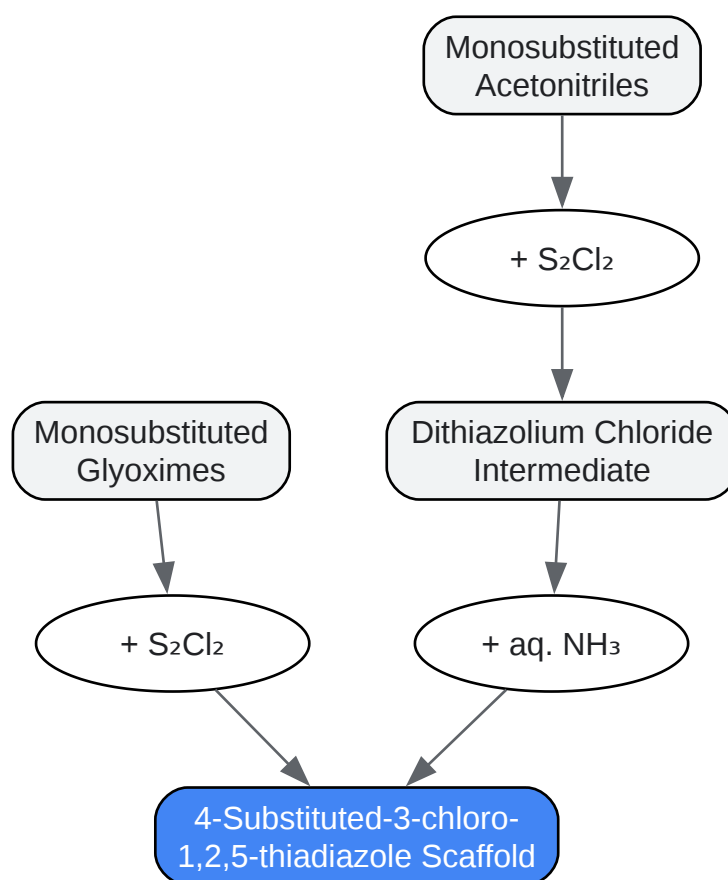 Monosubstituted
Acetonitriles
+ S₂Cl₂
Monosubstituted
Glyoximes
Dithiazolium Chloride
Intermediate
+ S₂Cl₂
+ aq. NH₃
4-Substituted-3-chloro-
1,2,5-thiadiazole Scaffold